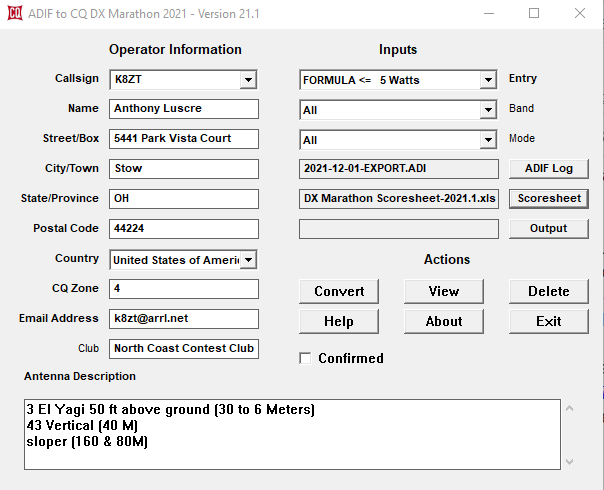 CQ ADIF to CQ DX Marathon 2021 - Version 21.1
Operator Information
Callsign K8ZT
Name Anthony Luscre
Street/Box 5441 Park Vista Court
City/Town Stow
State/Province OH
Postal Code 44224
Country United States of Ameri
CQ Zone 4
Email Address k8zt@arrl.net
Club North Coast Contest Club
Inputs
FORMULA <= 5 Watts Entry
All Band
All Mode
2021-12-01-EXPORT.ADI ADIF Log
DX Marathon Scoresheet-2021.1.xls Scoresheet
Output
Actions
Convert View Delete
Help About Exit
Confirmed
Antenna Description
3 El Yagi 50 ft above ground (30 to 6 Meters)
43 Vertical (40 M)
sloper (160 & 80M)